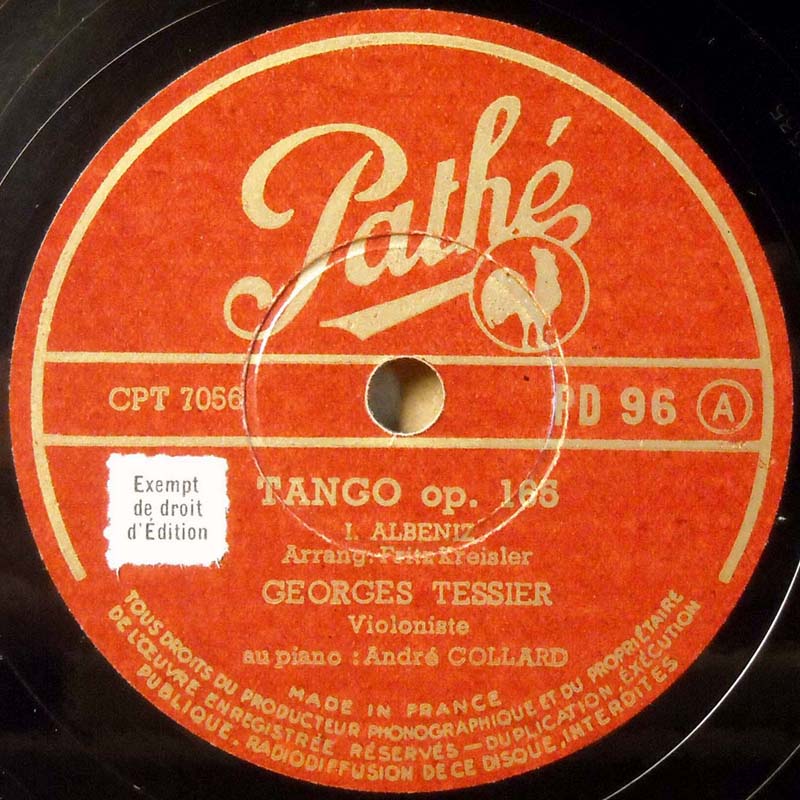 Pathé
CPT 7056
PD 96 A
Exempt
de droit
d'Édition
TANGO op. 165
I. ALBENIZ
Arrang: Fritz Kreisler
GEORGES TESSIER
Violoniste
au piano : André COLLARD
MADE IN FRANCE
TOUS DROITS DU PRODUCTEUR PHONOGRAPHIQUE ET DU PROPRIÉTAIRE
DE L'ŒUVRE ENREGISTRÉE RÉSERVÉS — DUPLICATION EXÉCUTION
PUBLIQUE, RADIODIFFUSION DE CE DISQUE, INTERDITES